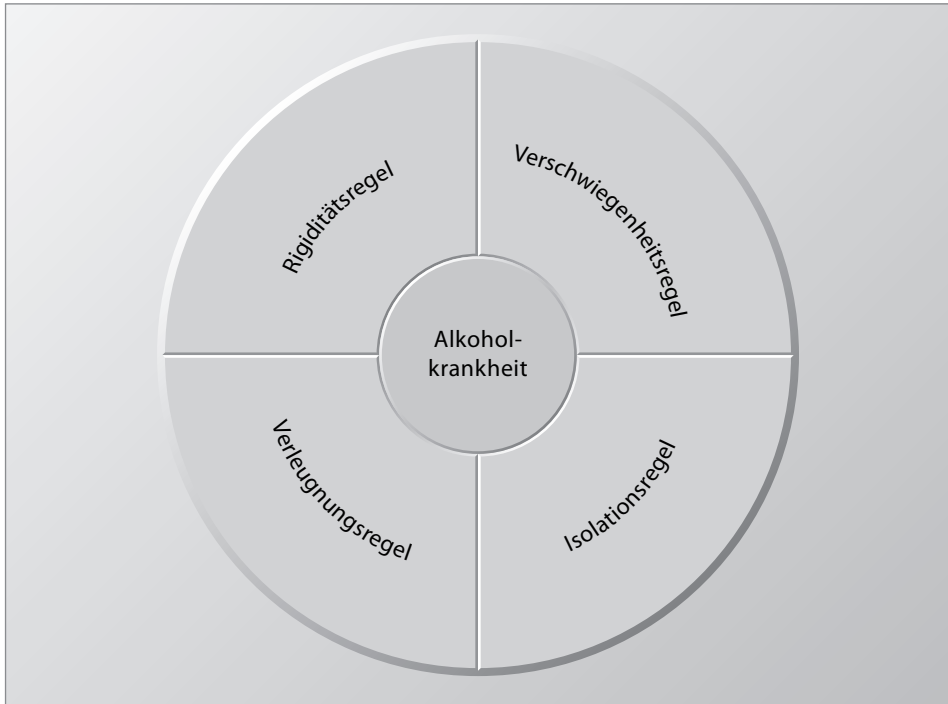 Rigiditätsregel
Verschwiegenheitsregel
Alkohol-
krankheit
Verleugnungsregel
Isolationsregel